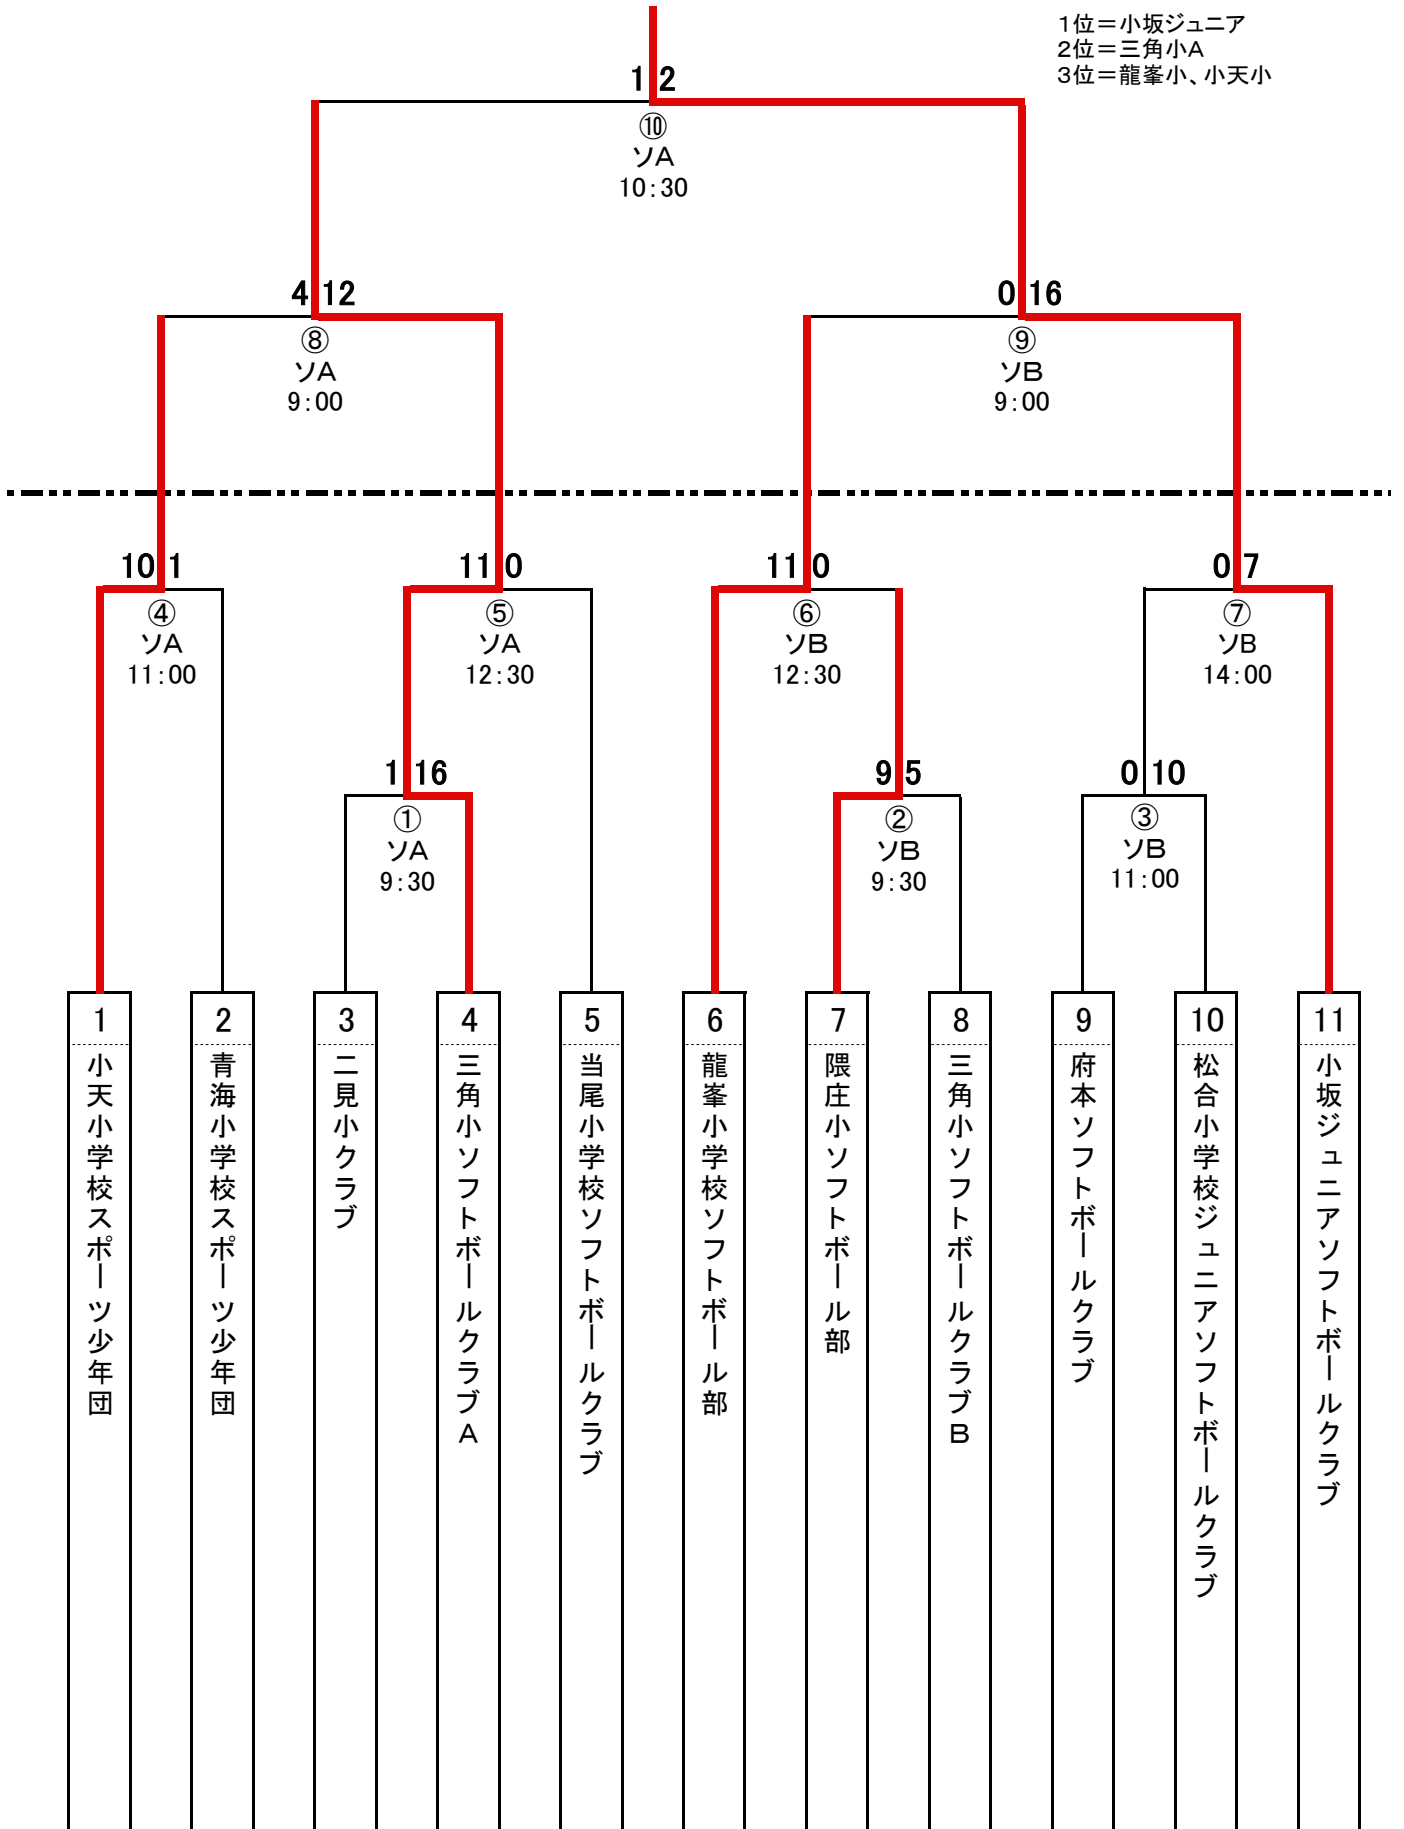 1位＝小坂ジュニア
2位＝三角小A
3位＝龍峯小、小天小
1 2
⑩
ソA
10:30
4 12
⑧
ソA
9:00
0 16
⑨
ソB
9:00
10 1
④
ソA
11:00
11 0
⑤
ソA
12:30
11 0
⑥
ソB
12:30
0 7
⑦
ソB
14:00
1 16
①
ソA
9:30
9 5
②
ソB
9:30
0 10
③
ソB
11:00
1
小天小学校スポーツ少年団
2
青海小学校スポーツ少年団
3
二見小クラブ
4
三角小ソフトボールクラブA
5
当尾小学校ソフトボールクラブ
6
龍峯小学校ソフトボール部
7
隈庄小ソフトボール部
8
三角小ソフトボールクラブB
9
府本ソフトボールクラブ
10
松合小学校ジュニアソフトボールクラブ
11
小坂ジュニアソフトボールクラブ